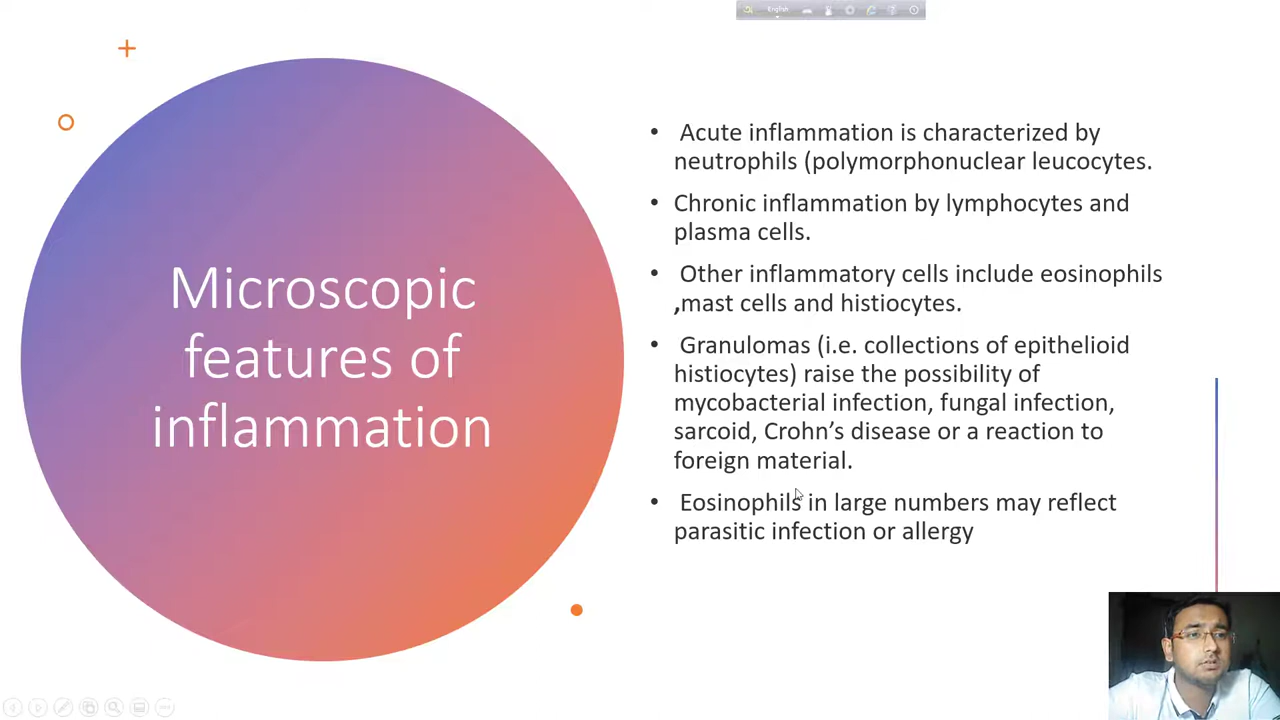 English
Microscopic
features of
inflammation
• Acute inflammation is characterized by
neutrophils (polymorphonuclear leucocytes.
• Chronic inflammation by lymphocytes and
plasma cells.
• Other inflammatory cells include eosinophils
,mast cells and histiocytes.
• Granulomas (i.e. collections of epithelioid
histiocytes) raise the possibility of
mycobacterial infection, fungal infection,
sarcoid, Crohn’s disease or a reaction to
foreign material.
• Eosinophils in large numbers may reflect
parasitic infection or allergy